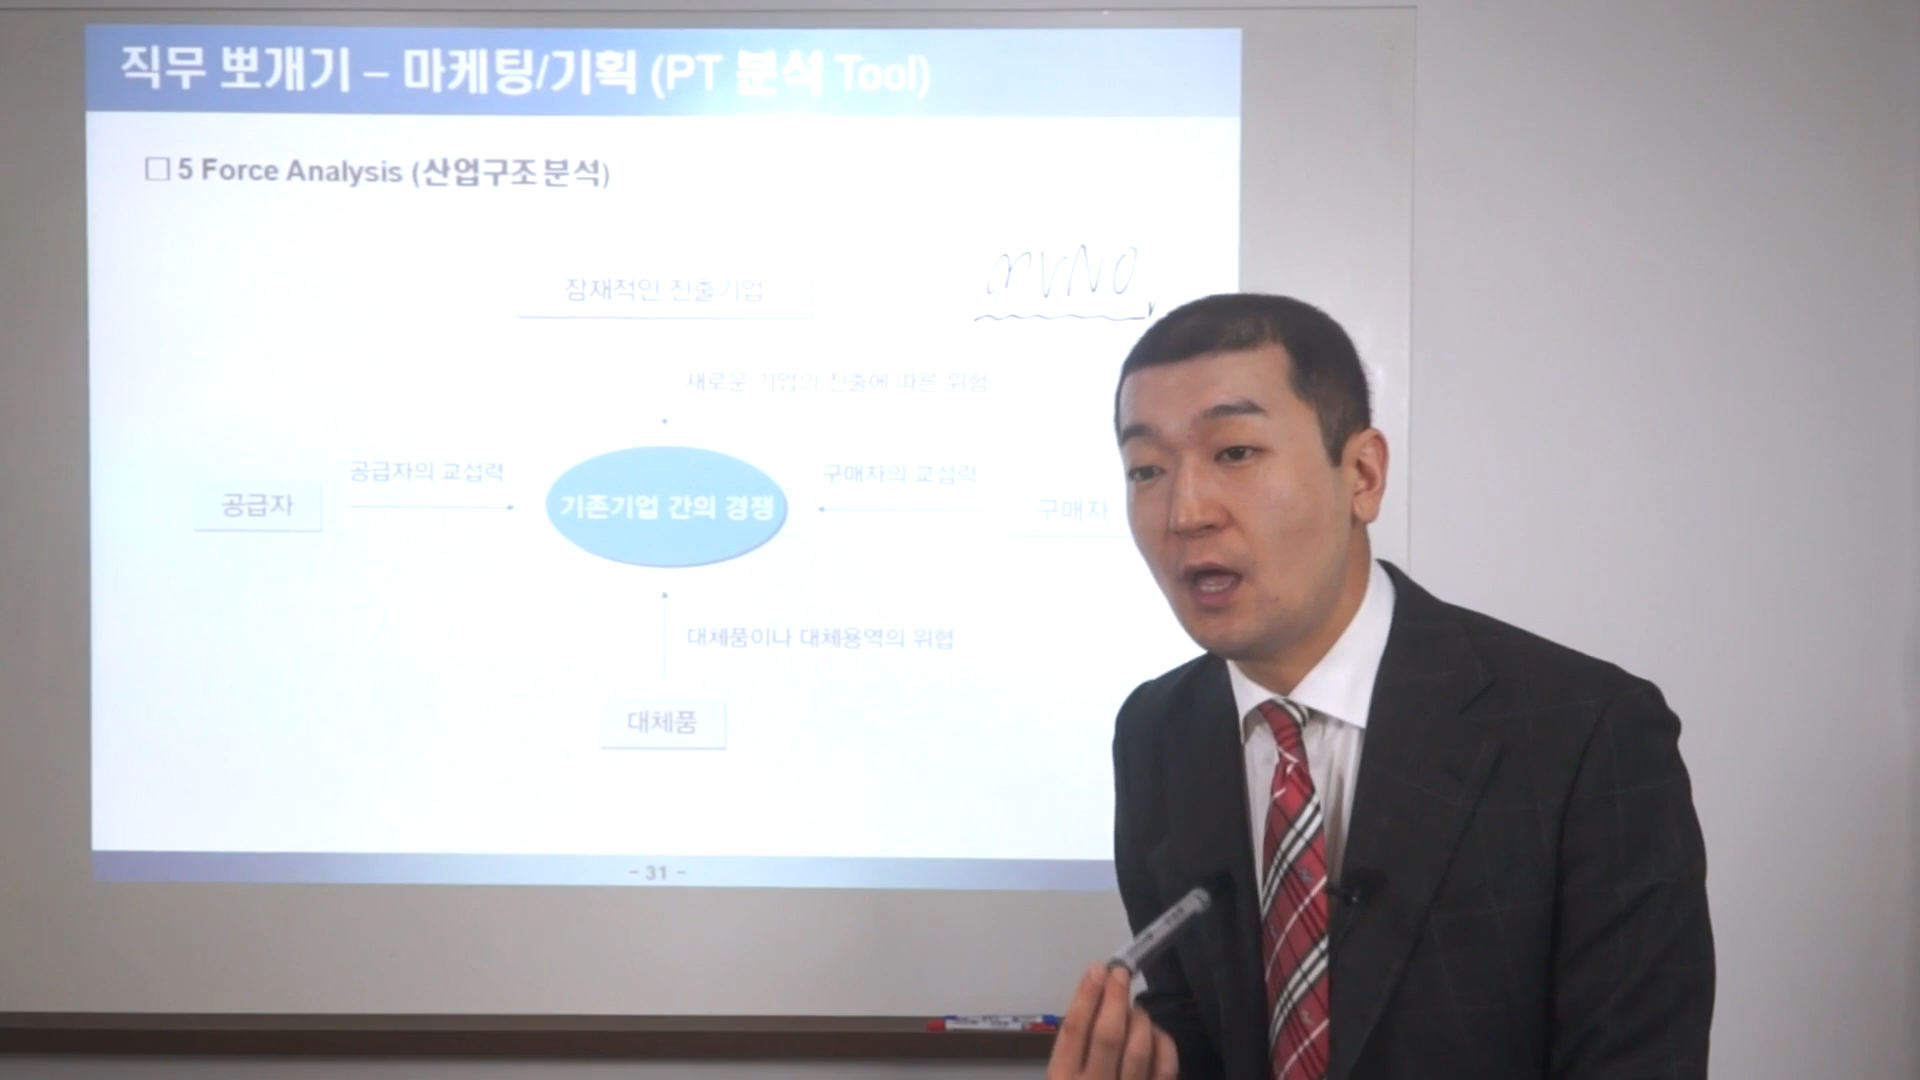 직무 뽀개기 – 마케팅/기획 (PT 분석 Tool)
□ 5 Force Analysis (산업구조분석)
MVNO
잠재적인 진출기업
새로운 기업의 진출에 따른 위험
공급자의 교섭력
구매자의 교섭력
공급자
기존기업 간의 경쟁
구매자
대체품이나 대체용역의 위협
대체품
- 31 -